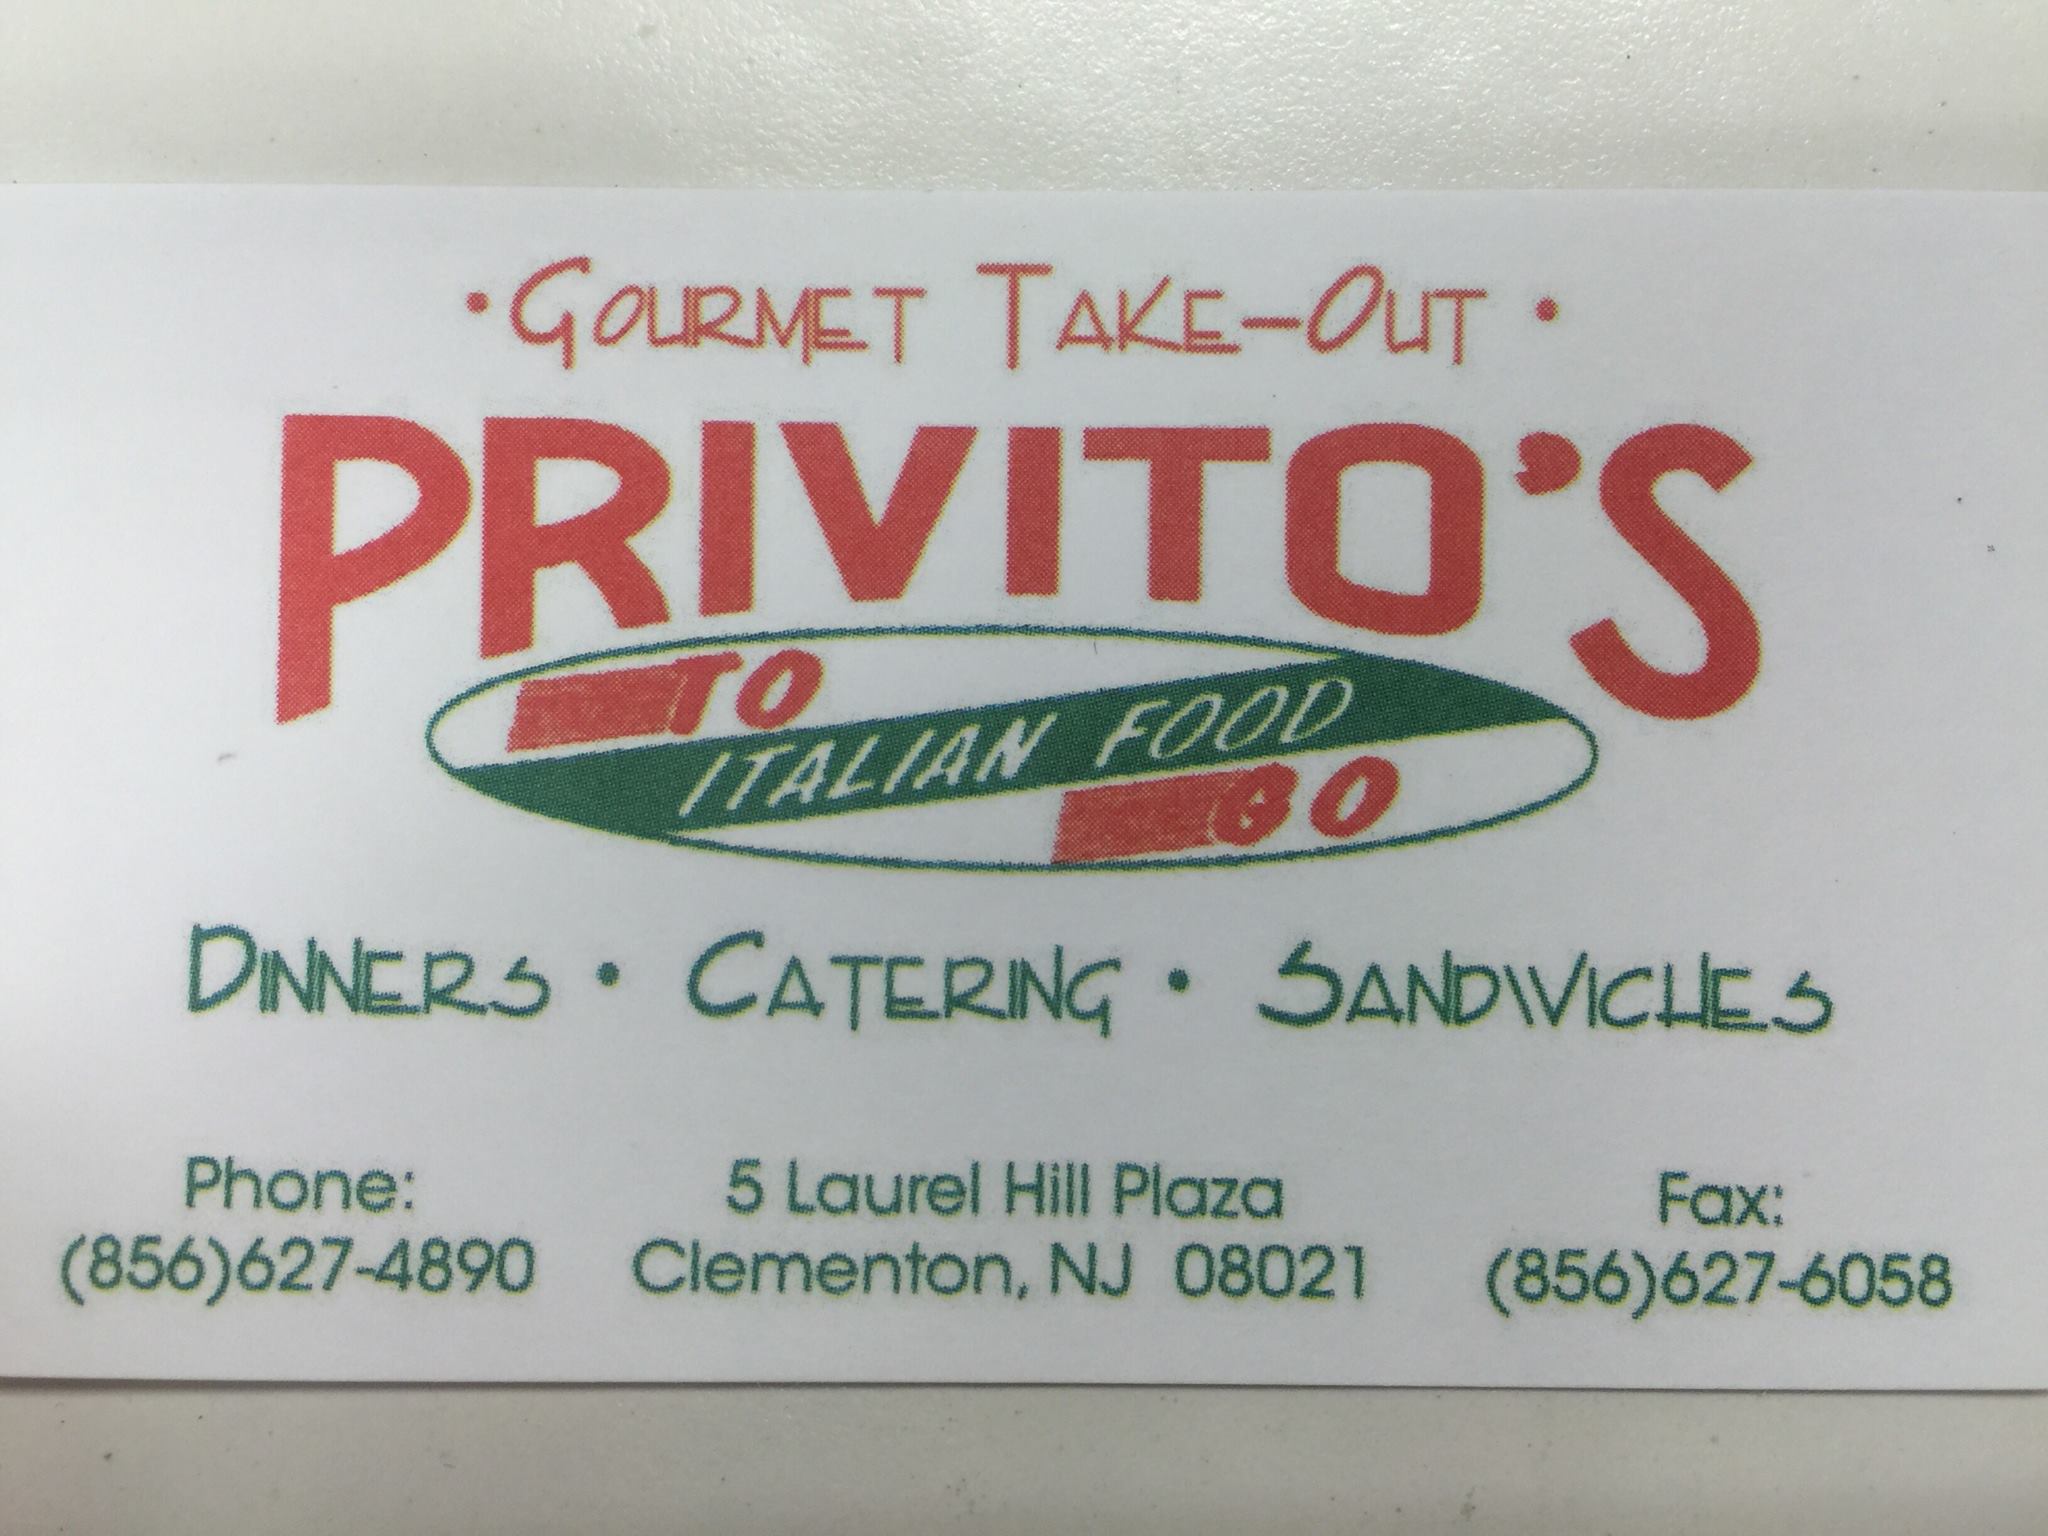 • Gourmet Take-Out •
PRIVITO'S
TO
ITALIAN FOOD
GO
Dinners • Catering • Sandwiches
Phone:
(856)627-4890
5 Laurel Hill Plaza
Clementon, NJ 08021
Fax:
(856)627-6058